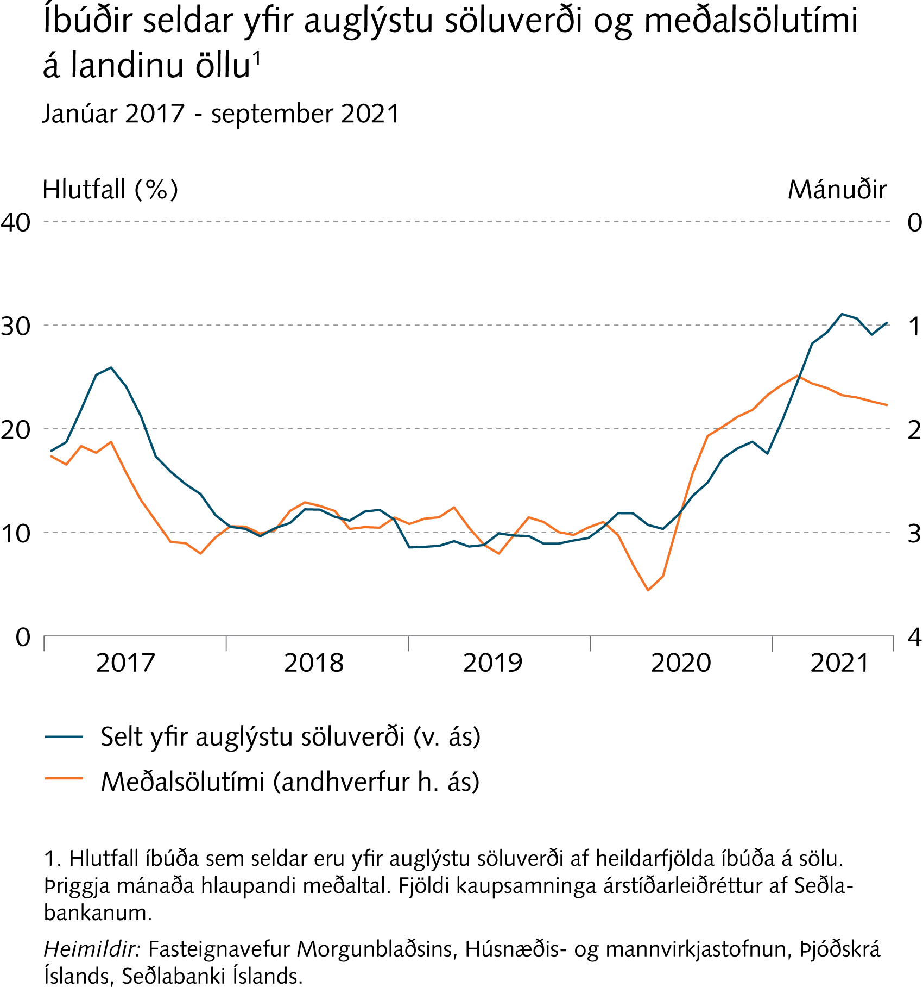 Íbúðir seldar yfir auglýstu söluverði og meðalsölutími
á landinu öllu¹
Janúar 2017 - september 2021
Hlutfall (%)
Mánuðir
40
0
30
1
20
2
10
3
0
4
2017
2018
2019
2020
2021
Selt yfir auglýstu söluverði (v. ás)
Meðalsölutími (andhverfur h. ás)
1. Hlutfall íbúða sem seldar eru yfir auglýstu söluverði af heildarfjölda íbúða á sölu.
Þriggja mánaða hlaupandi meðaltal. Fjöldi kaupsamninga árstíðarleiðréttur af Seðla-
bankanum.
Heimildir: Fasteignavefur Morgunblaðsins, Húsnæðis- og mannvirkjastofnun, Þjóðskrá
Íslands, Seðlabanki Íslands.